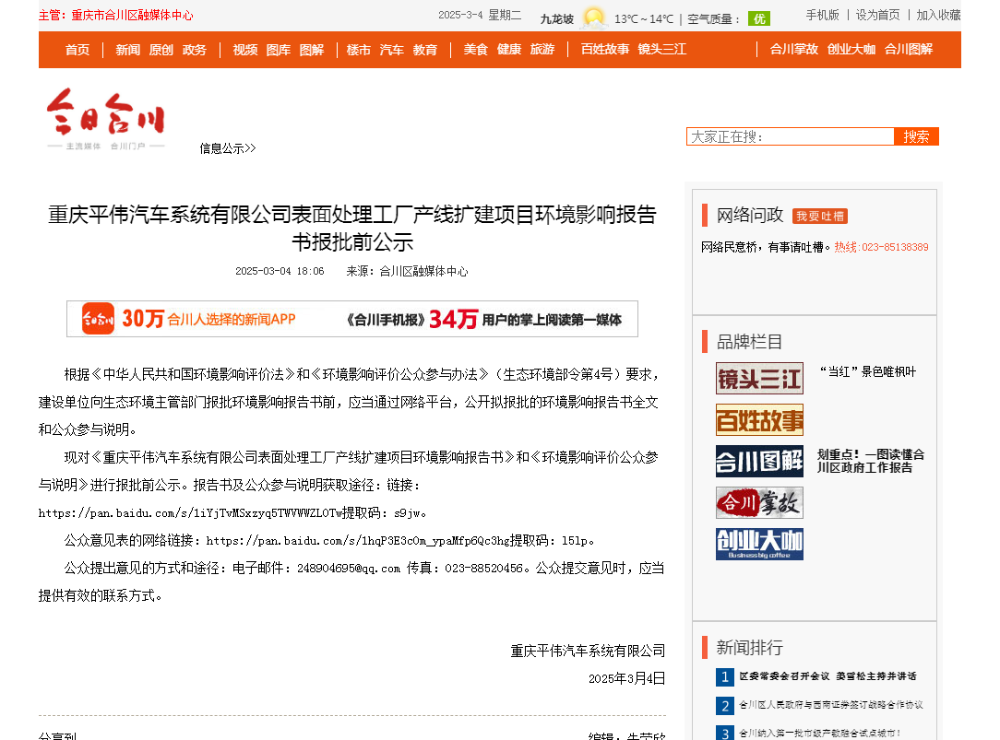 主管：重庆市合川区融媒体中心
2025-3-4 星期二
九龙坡 13℃～14℃ | 空气质量： 优
手机版 | 设为首页 | 加入收藏
首页 | 新闻 原创 政务 | 视频 图库 图解 | 楼市 汽车 教育 | 美食 健康 旅游 | 百姓故事 镜头三江 | 合川掌故 创业大咖 合川图解
今日合川
主流媒体 合川门户
信息公示>>
大家正在搜： 搜索
重庆平伟汽车系统有限公司表面处理工厂产线扩建项目环境影响报告
书报批前公示
2025-03-04 18:06 来源：合川区融媒体中心
今日合川 30万 合川人选择的新闻APP 《合川手机报》34万 用户的掌上阅读第一媒体
根据《中华人民共和国环境影响评价法》和《环境影响评价公众参与办法》（生态环境部令第4号）要求，
建设单位向生态环境主管部门报批环境影响报告书前，应当通过网络平台，公开拟报批的环境影响报告书全文
和公众参与说明。
现对《重庆平伟汽车系统有限公司表面处理工厂产线扩建项目环境影响报告书》和《环境影响评价公众参
与说明》进行报批前公示。报告书及公众参与说明获取途径：链接：
https://pan.baidu.com/s/1iYjTvMSxzyq5TWVWWZLOTw提取码：s9jw。
公众意见表的网络链接：https://pan.baidu.com/s/1hqP3E3cOm_ypaMfp6Qc3hg提取码：l5lp。
公众提出意见的方式和途径：电子邮件：248904695@qq.com 传真：023-88520456。公众提交意见时，应当
提供有效的联系方式。
重庆平伟汽车系统有限公司
2025年3月4日
分享到
编辑：朱荣欣
网络问政 我要吐槽
网络民意桥，有事请吐槽。热线:023-85138389
品牌栏目
镜头三江
“当红”景色唯枫叶
百姓故事
合川图解
划重点！一图读懂合
川区政府工作报告
合川掌故
创业大咖
Business big coffee
新闻排行
1 区委常委会召开会议 姜雪松主持并讲话
2 合川区人民政府与西南证券签订战略合作协议
3 合川纳入第一批市级产教融合试点城市！